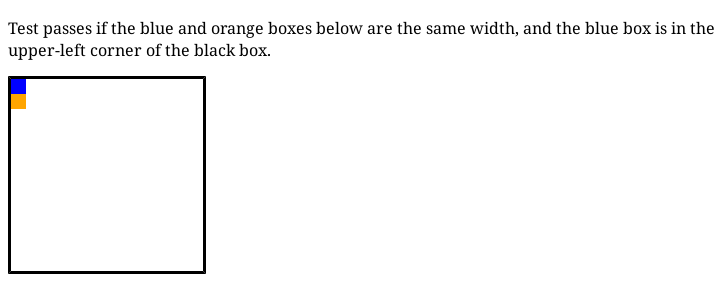 Test passes if the blue and orange boxes below are the same width, and the blue box is in the
upper-left corner of the black box.